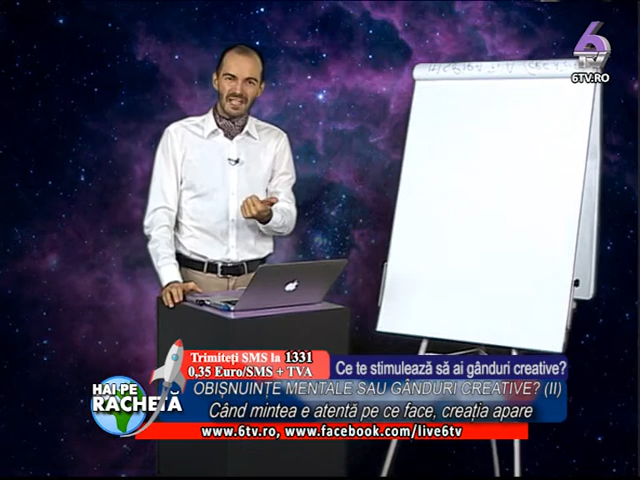 6
TV
6TV.RO
Trimiteți SMS la 1331
0,35 Euro/SMS + TVA
Ce te stimulează să ai gânduri creative?
HAI PE
RACHETĂ
OBIȘNUINȚE MENTALE SAU GÂNDURI CREATIVE? (II)
Când mintea e atentă pe ce face, creația apare
www.6tv.ro, www.facebook.com/live6tv